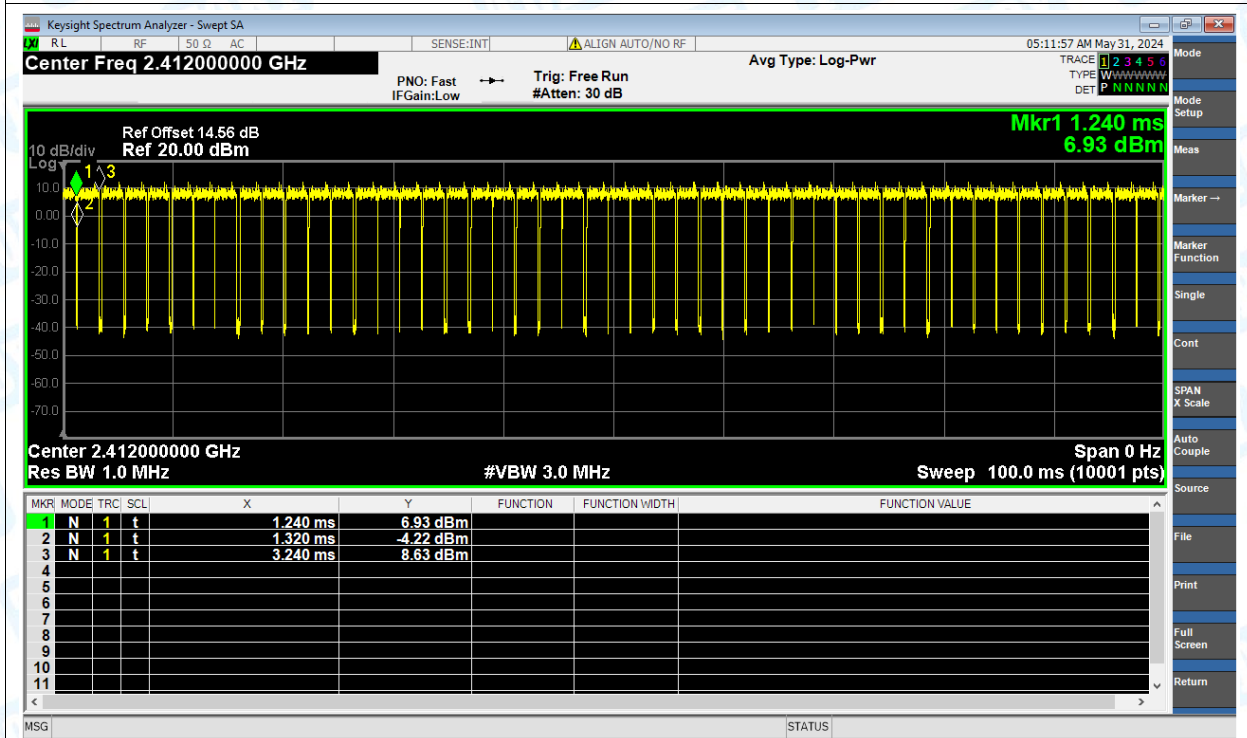 Keysight Spectrum Analyzer - Swept SA
LXI RL RF 50 Ω AC SENSE:INT ALIGN AUTO/NO RF 05:11:57 AM May 31, 2024
Center Freq 2.412000000 GHz Avg Type: Log-Pwr TRACE 1 2 3 4 5 6
PNO: Fast Trig: Free Run TYPE WWWWWW
IFGain:Low #Atten: 30 dB DET P N N N N N
Ref Offset 14.56 dB Mkr1 1.240 ms
10 dB/div Ref 20.00 dBm 6.93 dBm
Log
1 3
10.0
2
0.00
-10.0
-20.0
-30.0
-40.0
-50.0
-60.0
-70.0
Center 2.412000000 GHz Span 0 Hz
Res BW 1.0 MHz #VBW 3.0 MHz Sweep 100.0 ms (10001 pts)
MKR MODE TRC SCL X Y FUNCTION FUNCTION WIDTH FUNCTION VALUE
1 N 1 t 1.240 ms 6.93 dBm
2 N 1 t 1.320 ms -4.22 dBm
3 N 1 t 3.240 ms 8.63 dBm
4
5
6
7
8
9
10
11
MSG STATUS
Mode
Mode
Setup
Meas
Marker→
Marker
Function
Single
Cont
SPAN
X Scale
Auto
Couple
Source
File
Print
Full
Screen
Return